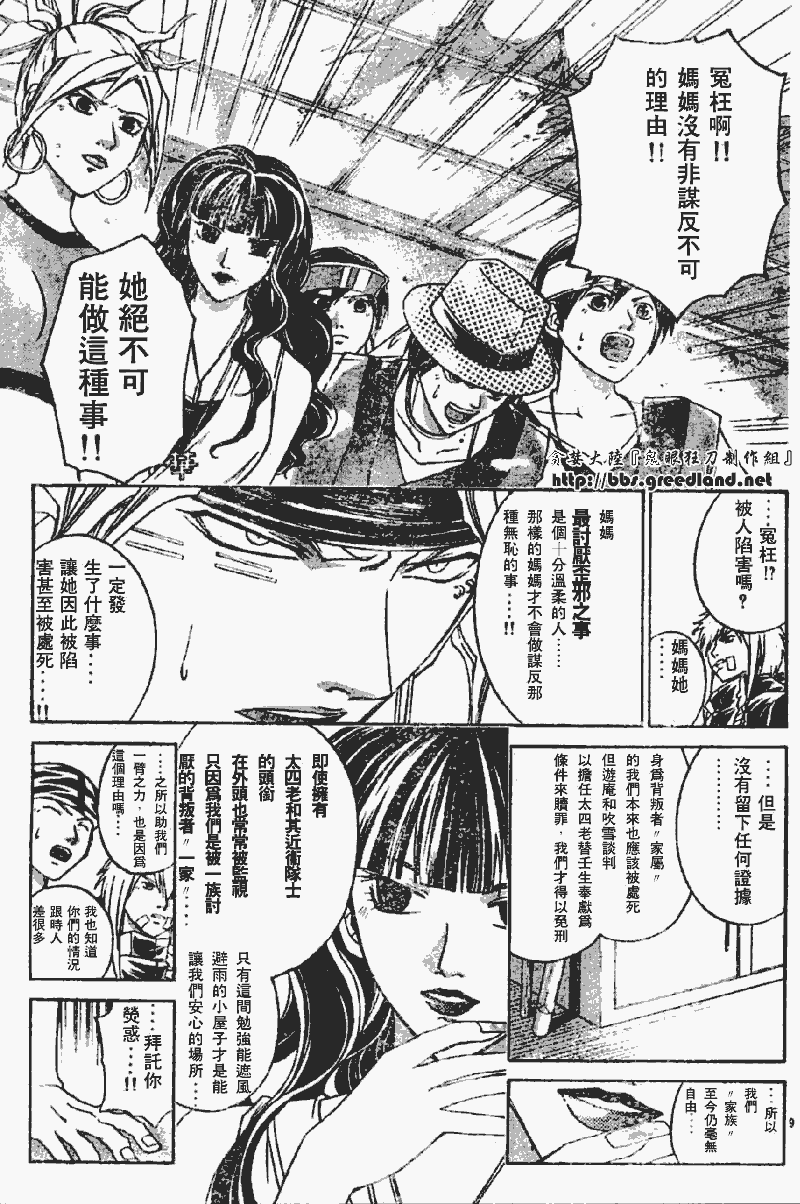 冤枉啊!!
媽媽沒有非謀反不可
的理由!!
她絕不可
能做這種事!!
貪婪大陸『鬼眼狂刀制作組』
http://bbs.greedland.net
....冤枉!?
被人陷害嗎?
媽媽她
.....
媽媽
最討厭歪邪之事
是個十分溫柔的人......
那樣的媽媽才不會做謀反那
種無恥的事....!!
一定發
生了什麼事....
讓她因此被陷
害甚至被處死....!!
....但是
沒有留下任何證據
.....
身為背叛者〃家屬〃
的我們本來也應該被處死
但遊庵和吹雪談判
以擔任太四老替壬生奉獻為
條件來贖罪，我們才得以免刑
...所以
我們
〃家族〃
至今仍毫無
自由...
即使擁有
太四老和其近衛隊士
的頭銜
在外頭也常常被監視
只因為我們是被一族討
厭的背叛者〃一家〃....
只有這間勉強能遮風
避雨的小屋子才是能
讓我們安心的場所....
....之所以助我們
一臂之力，也是因為
這個理由嗎....
我也知道
你們的情況
跟時人
差很多
....拜託你
熒惑....!!
9